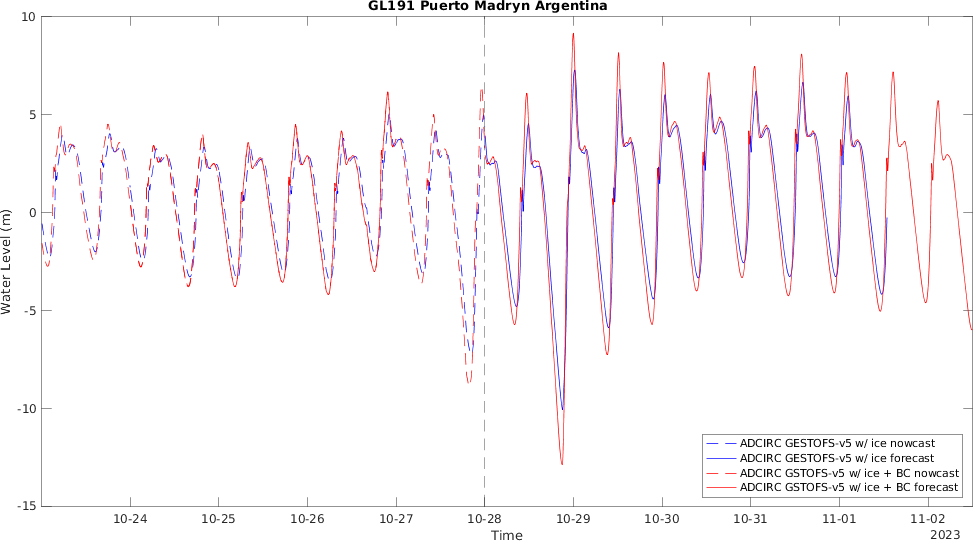 GL191 Puerto Madryn Argentina
10
5
0
-5
-10
-15
Water Level (m)
ADCIRC GESTOFS-v5 w/ ice nowcast
ADCIRC GESTOFS-v5 w/ ice forecast
ADCIRC GSTOFS-v5 w/ ice + BC nowcast
ADCIRC GSTOFS-v5 w/ ice + BC forecast
10-24 10-25 10-26 10-27 10-28 10-29 10-30 10-31 11-01 11-02
Time 2023